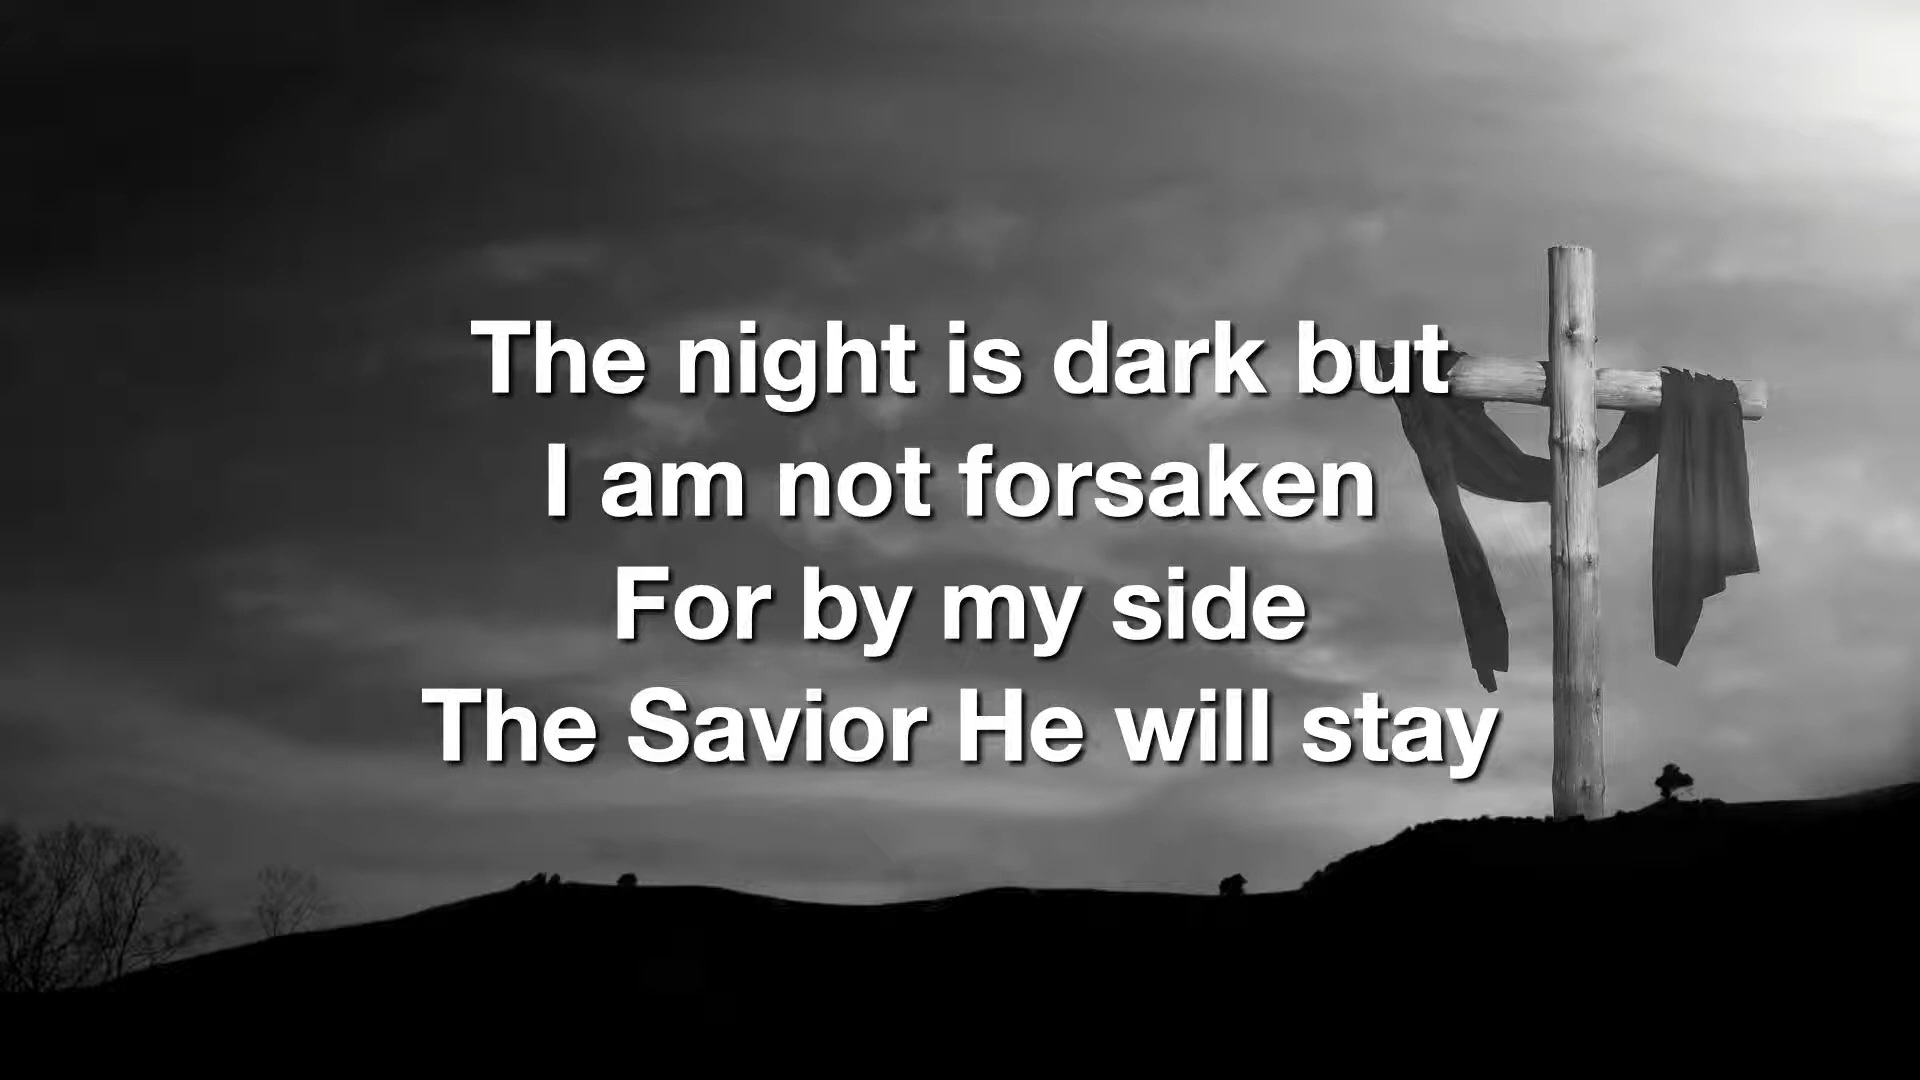 The night is dark but
I am not forsaken
For by my side
The Savior He will stay